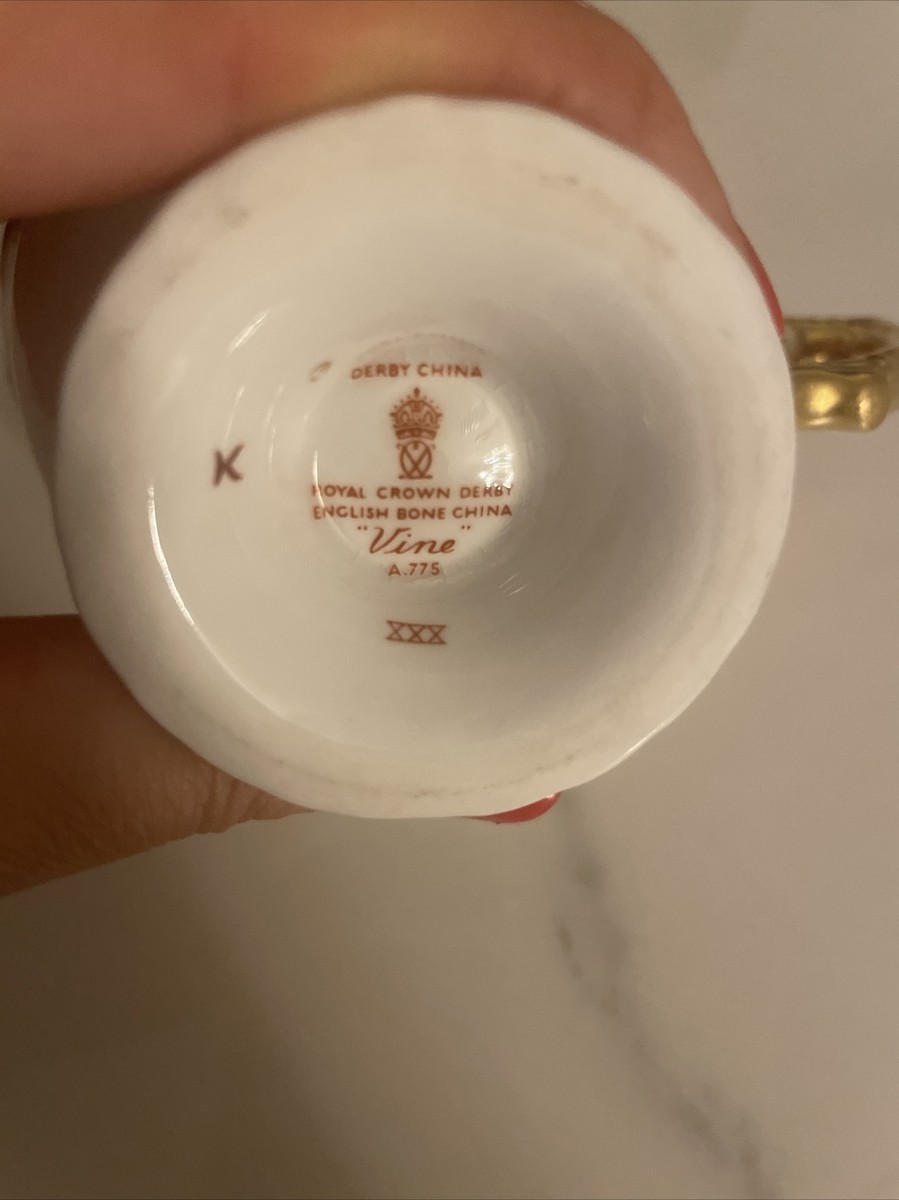 DERBY CHINA
K
ROYAL CROWN DERBY
ENGLISH BONE CHINA
"Vine"
A.775
XXX